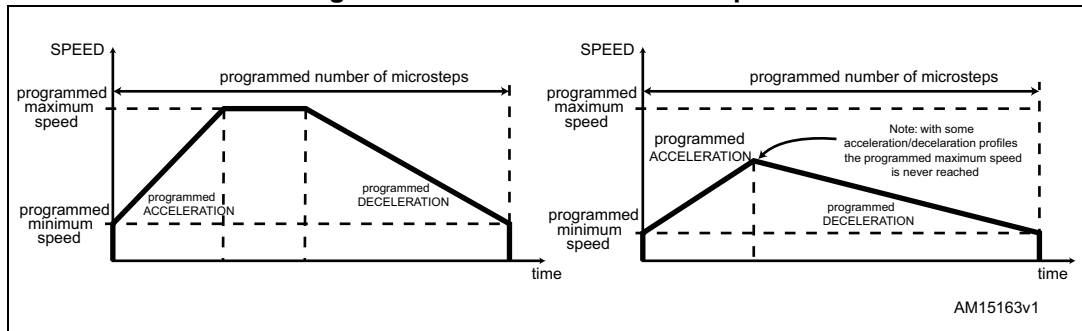 SPEED
programmed number of microsteps
programmed
maximum
speed
programmed
ACCELERATION
programmed
DECELERATION
programmed
minimum
speed
time
SPEED
programmed number of microsteps
programmed
maximum
speed
programmed
ACCELERATION
Note: with some
acceleration/decelaration profiles
the programmed maximum speed
is never reached
programmed
DECELERATION
programmed
minimum
speed
time
AM15163v1